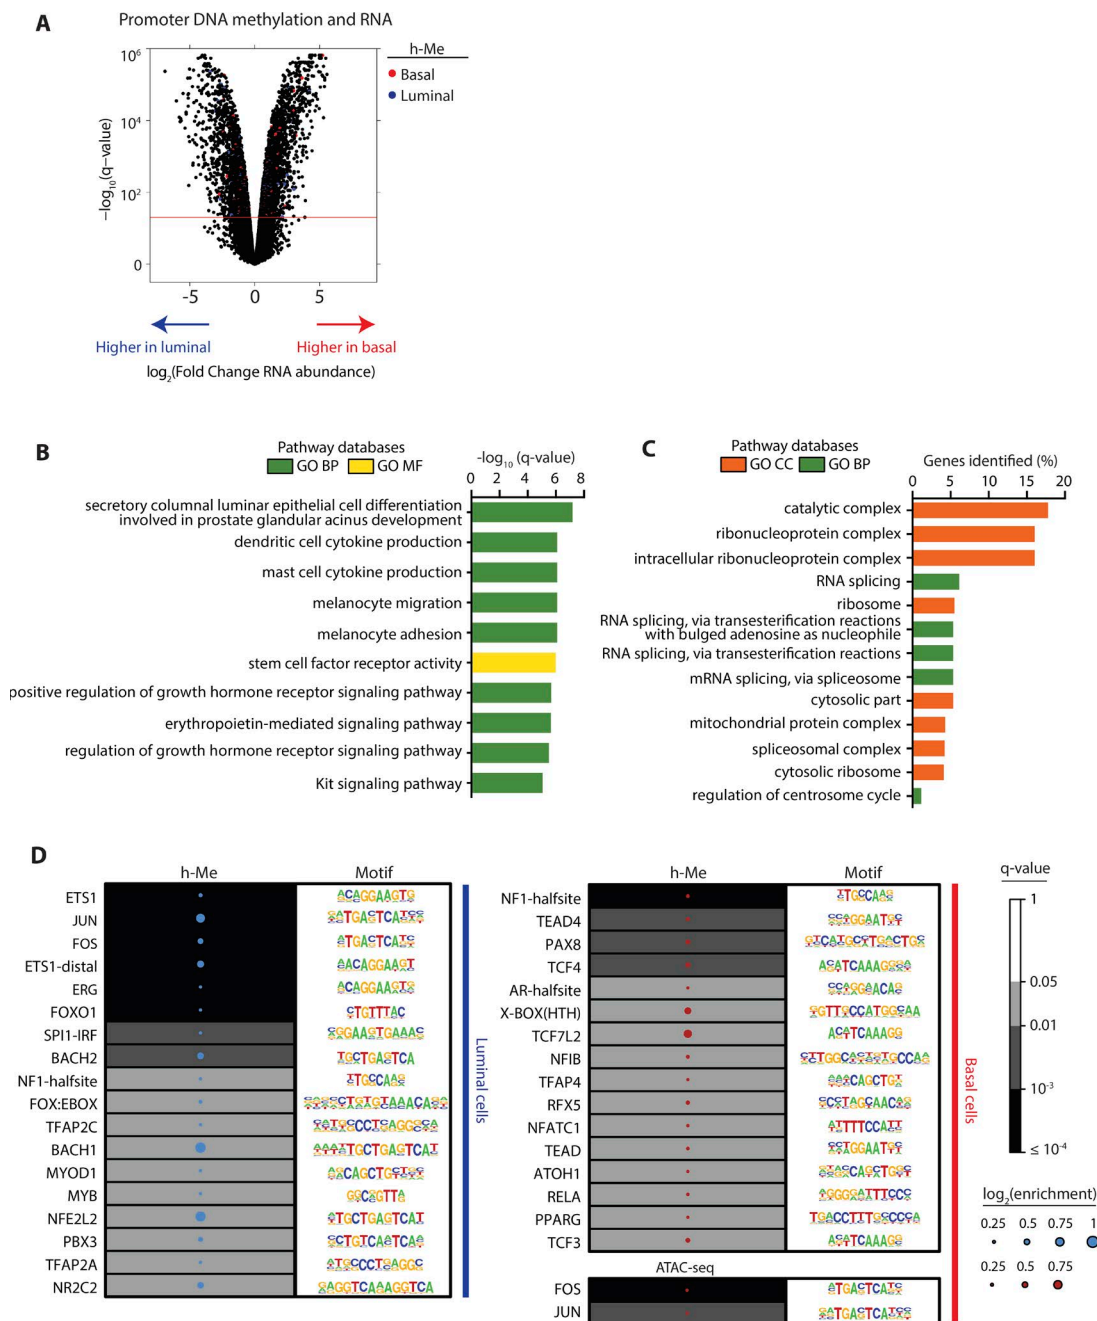 A
Promoter DNA methylation and RNA
h-Me
Basal
Luminal
−log10(q−value)
10^6
10^4
10^2
0
-5 0 5
Higher in luminal
Higher in basal
log2(Fold Change RNA abundance)
B
Pathway databases
GO BP GO MF
-log10 (q-value)
0 2 4 6 8
secretory columnal luminar epithelial cell differentiation
involved in prostate glandular acinus development
dendritic cell cytokine production
mast cell cytokine production
melanocyte migration
melanocyte adhesion
stem cell factor receptor activity
positive regulation of growth hormone receptor signaling pathway
erythropoietin-mediated signaling pathway
regulation of growth hormone receptor signaling pathway
Kit signaling pathway
C
Pathway databases
GO CC GO BP
Genes identified (%)
0 5 10 15 20
catalytic complex
ribonucleoprotein complex
intracellular ribonucleoprotein complex
RNA splicing
ribosome
RNA splicing, via transesterification reactions
with bulged adenosine as nucleophile
RNA splicing, via transesterification reactions
mRNA splicing, via spliceosome
cytosolic part
mitochondrial protein complex
spliceosomal complex
cytosolic ribosome
regulation of centrosome cycle
D
h-Me Motif
ETS1
JUN
FOS
ETS1-distal
ERG
FOXO1
SPI1-IRF
BACH2
NF1-halfsite
FOX:EBOX
TFAP2C
BACH1
MYOD1
MYB
NFE2L2
PBX3
TFAP2A
NR2C2
Luminal cells
h-Me Motif
NF1-halfsite
TEAD4
PAX8
TCF4
AR-halfsite
X-BOX(HTH)
TCF7L2
NFIB
TFAP4
RFX5
NFATC1
TEAD
ATOH1
RELA
PPARG
TCF3
ATAC-seq
FOS
JUN
Basal cells
q-value
1
0.05
0.01
10^-3
≤ 10^-4
log2(enrichment)
0.25 0.5 0.75 1
0.25 0.5 0.75